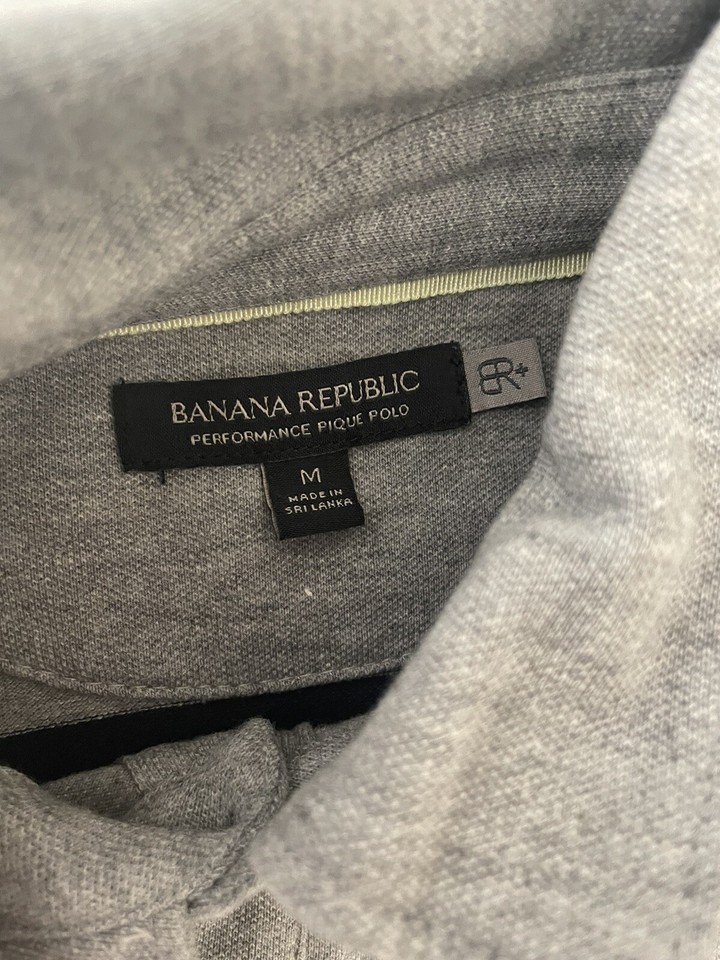 BANANA REPUBLIC
PERFORMANCE PIQUE POLO
BR+
M
MADE IN
SRI LANKA